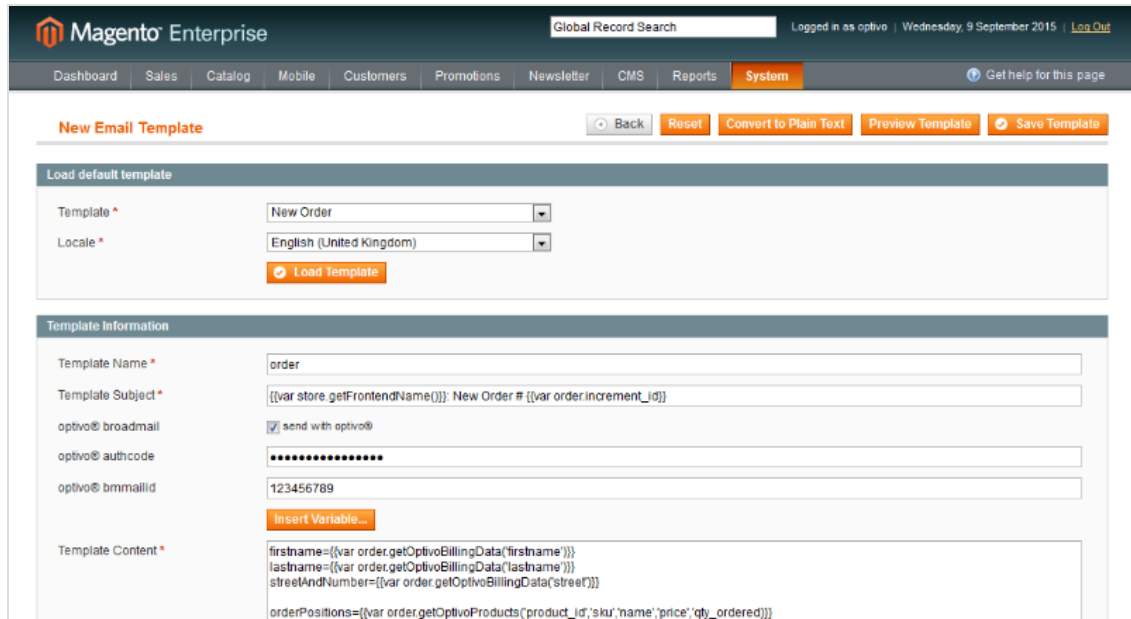 Magento Enterprise
Global Record Search
Logged in as optivo | Wednesday, 9 September 2015 | Log Out
Dashboard Sales Catalog Mobile Customers Promotions Newsletter CMS Reports System Get help for this page
New Email Template
Back Reset Convert to Plain Text Preview Template Save Template
Load default template
Template * New Order
Locale * English (United Kingdom)
Load Template
Template Information
Template Name * order
Template Subject * {{var store.getFrontendName()}}: New Order # {{var order.increment_id}}
optivo® broadmail send with optivo®
optivo® authcode ••••••••••••••••
optivo® bmmailid 123456789
Insert Variable...
Template Content * firstname={{var order.getOptivoBillingData('firstname')}}
lastname={{var order.getOptivoBillingData('lastname')}}
streetAndNumber={{var order.getOptivoBillingData('street')}}
orderPositions={{var order.getOptivoProducts('product_id','sku','name','price','qty_ordered)}}